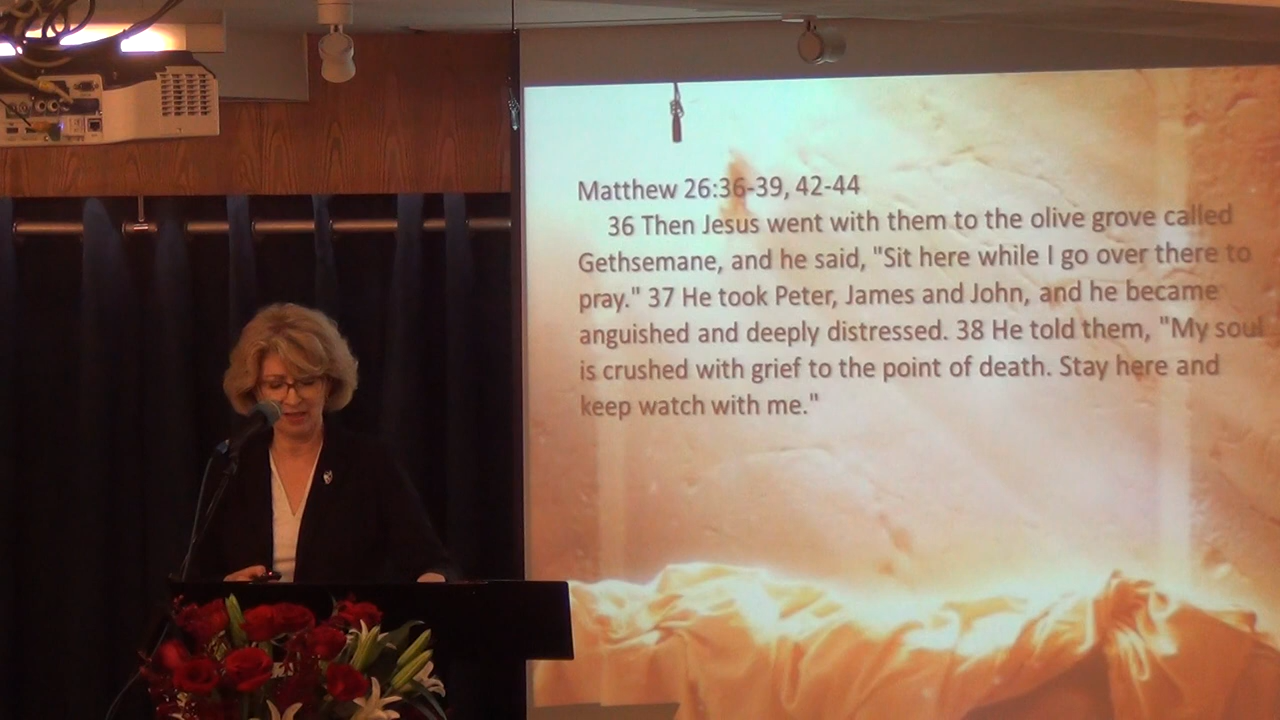 Matthew 26:36-39, 42-44
36 Then Jesus went with them to the olive grove called
Gethsemane, and he said, "Sit here while I go over there to
pray." 37 He took Peter, James and John, and he became
anguished and deeply distressed. 38 He told them, "My soul
is crushed with grief to the point of death. Stay here and
keep watch with me."